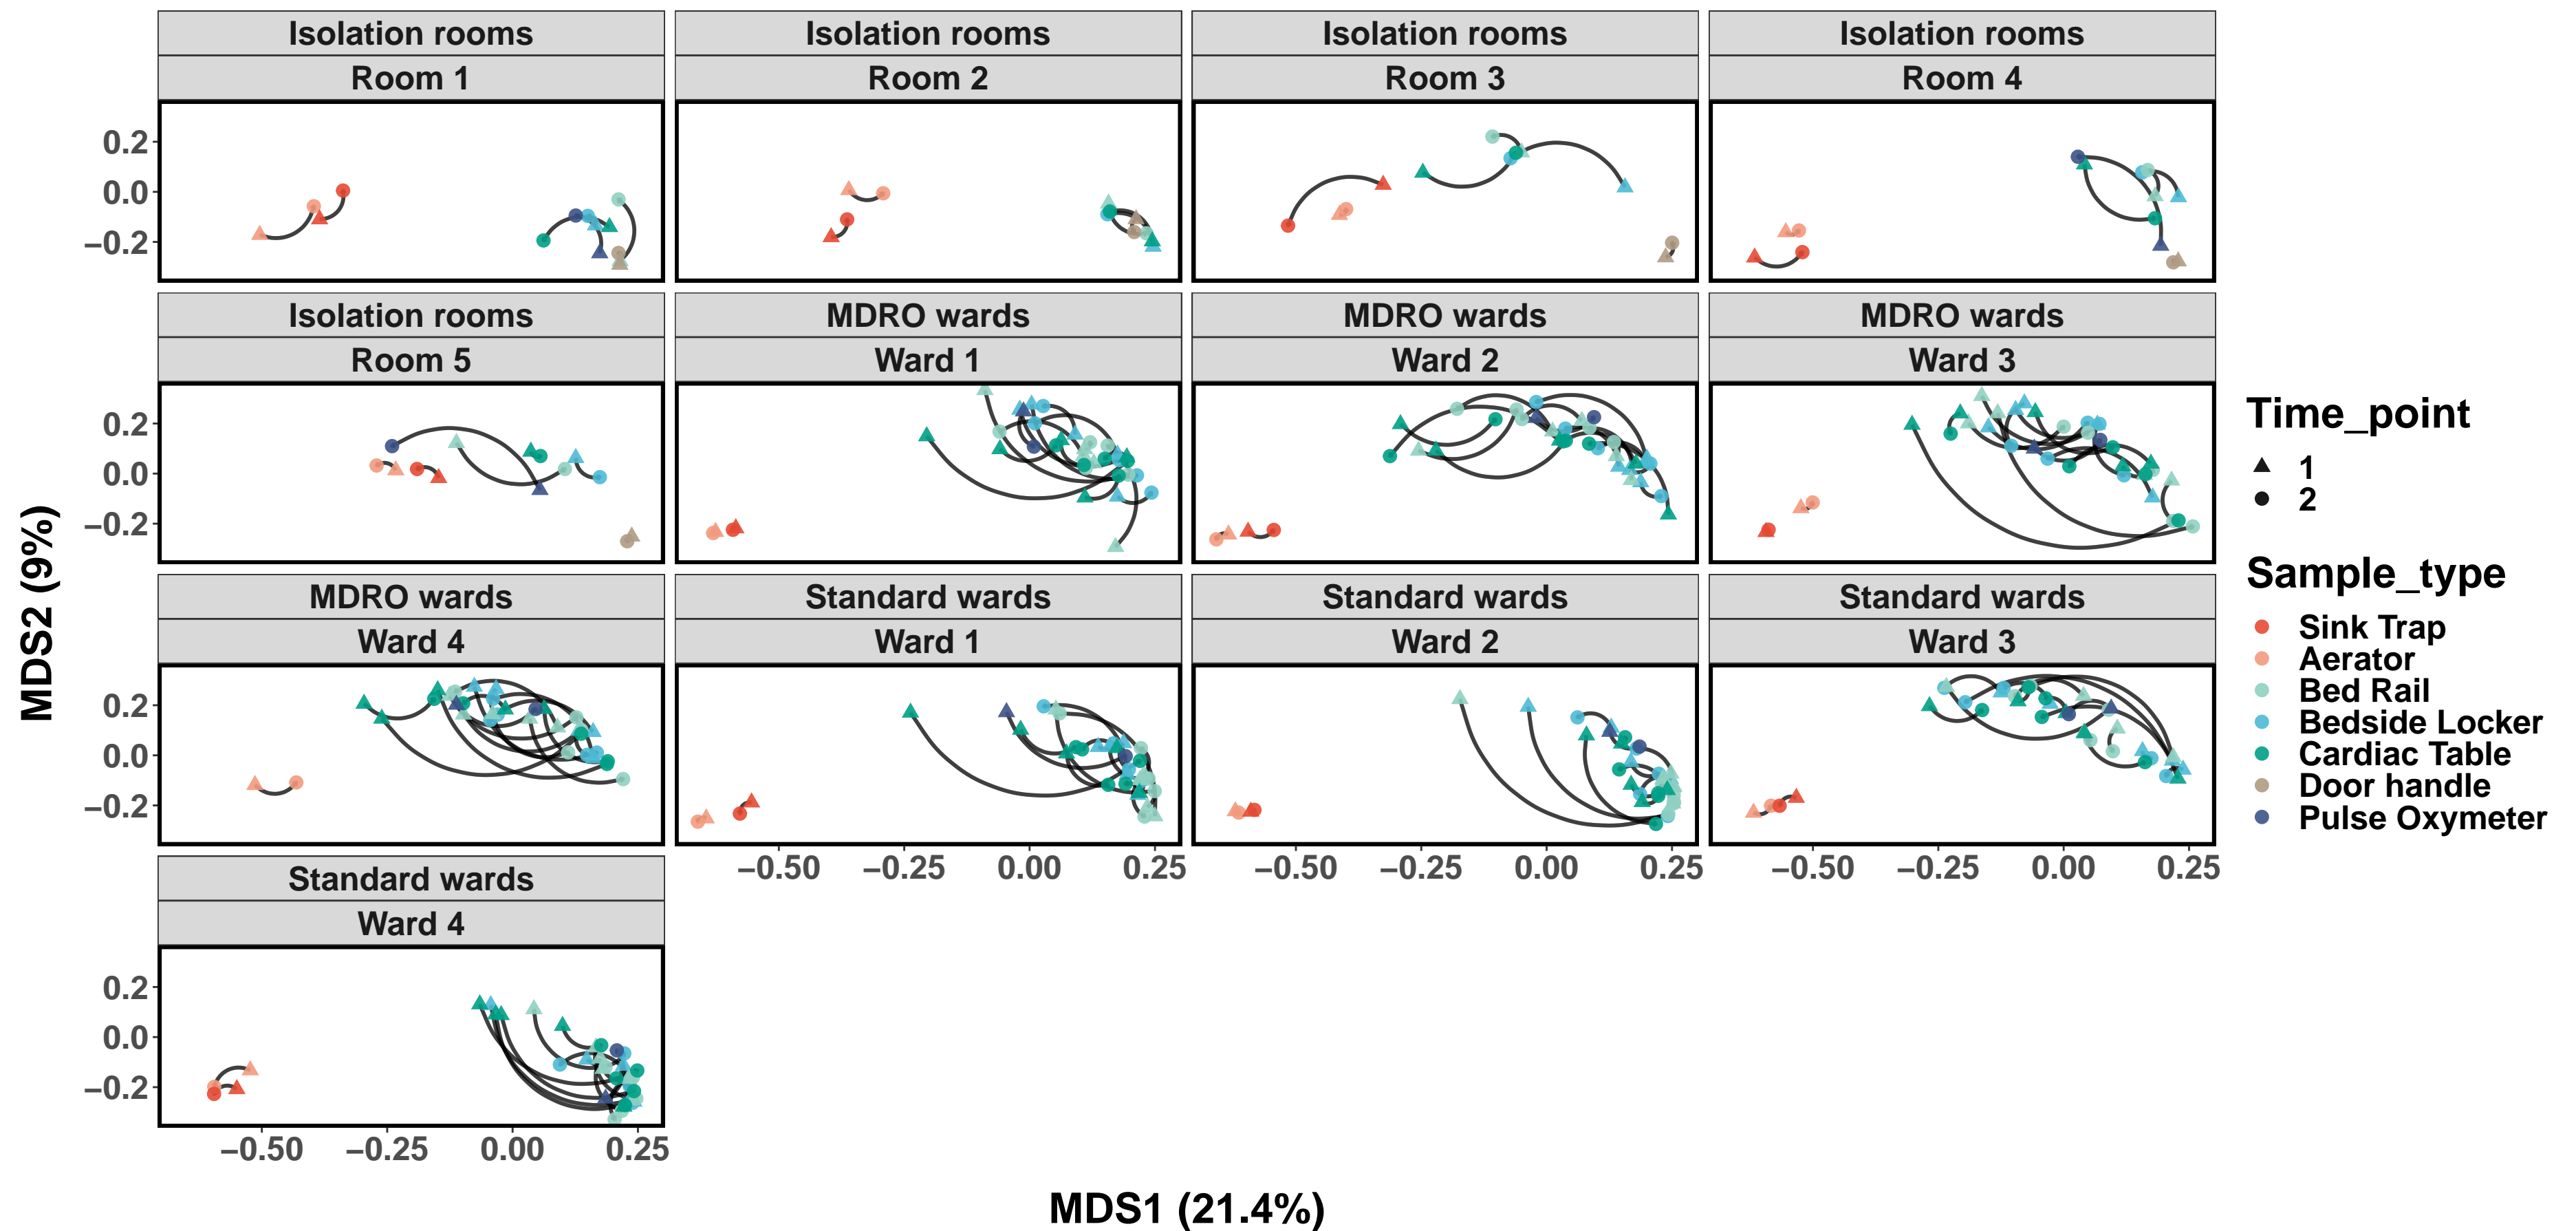 Isolation rooms Isolation rooms Isolation rooms Isolation rooms
Room 1 Room 2 Room 3 Room 4
0.2
0.0
−0.2
Isolation rooms MDRO wards MDRO wards MDRO wards
Room 5 Ward 1 Ward 2 Ward 3
0.2
0.0
−0.2
MDRO wards Standard wards Standard wards Standard wards
Ward 4 Ward 1 Ward 2 Ward 3
0.2
0.0
−0.2
−0.50 −0.25 0.00 0.25 −0.50 −0.25 0.00 0.25 −0.50 −0.25 0.00 0.25
Standard wards
Ward 4
0.2
0.0
−0.2
−0.50 −0.25 0.00 0.25
MDS1 (21.4%)
MDS2 (9%)
Time_point
1
2
Sample_type
Sink Trap
Aerator
Bed Rail
Bedside Locker
Cardiac Table
Door handle
Pulse Oxymeter